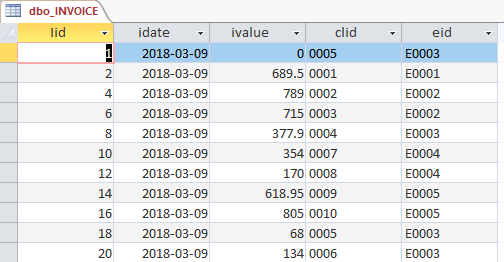 dbo_INVOICE
Iid idate ivalue clid eid
1 2018-03-09 0 0005 E0003
2 2018-03-09 689.5 0001 E0001
4 2018-03-09 789 0002 E0002
6 2018-03-09 715 0003 E0002
8 2018-03-09 377.9 0004 E0003
10 2018-03-09 354 0007 E0004
12 2018-03-09 170 0008 E0004
14 2018-03-09 618.95 0009 E0005
16 2018-03-09 805 0010 E0005
18 2018-03-09 68 0005 E0003
20 2018-03-09 134 0006 E0003